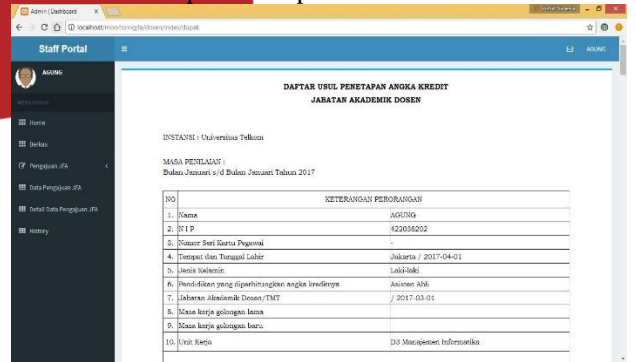 Admin | Dashboard
localhost/monitoringjfa/dosen/index/dupak
Staff Portal
AGUNG
AGUNG
MENU UTAMA
Home
Berkas
Pengajuan JFA
Data Pengajuan JFA
Detail Data Pengajuan JFA
History
DAFTAR USUL PENETAPAN ANGKA KREDIT
JABATAN AKADEMIK DOSEN
INSTANSI : Universitas Telkom
MASA PENILAIAN :
Bulan Januari s/d Bulan Januari Tahun 2017
NO KETERANGAN PERORANGAN
1. Nama AGUNG
2. N I P 422038202
3. Nomor Seri Kartu Pegawai -
4. Tempat dan Tanggal Lahir Jakarta / 2017-04-01
5. Jenis Kelamin Laki-laki
6. Pendidikan yang diperhitungkan angka kreditnya Asisten Ahli
7. Jabatan Akademik Dosen/TMT / 2017-03-01
8. Masa kerja golongan lama
9. Masa kerja golongan baru
10. Unit Kerja D3 Manajemen Informatika